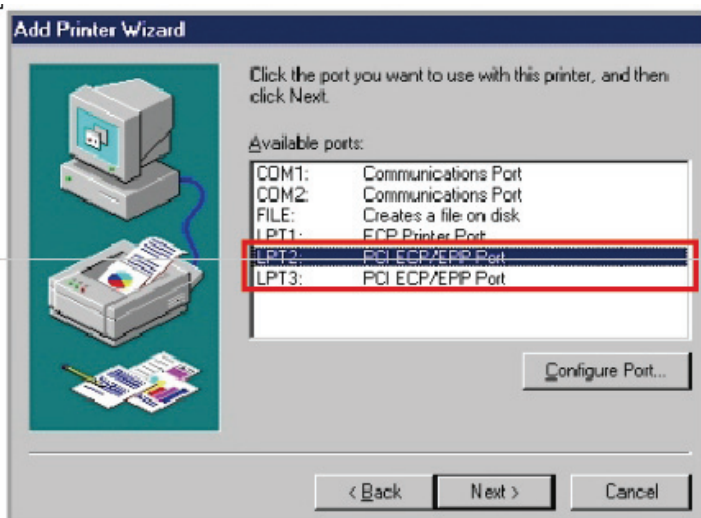 Add Printer Wizard
Click the port you want to use with this printer, and then
click Next.
Available ports:
COM1: Communications Port
COM2: Communications Port
FILE: Creates a file on disk
LPT1: ECP Printer Port
LPT2: PCI ECP/EPP Port
LPT3: PCI ECP/EPP Port
Configure Port...
< Back Next > Cancel